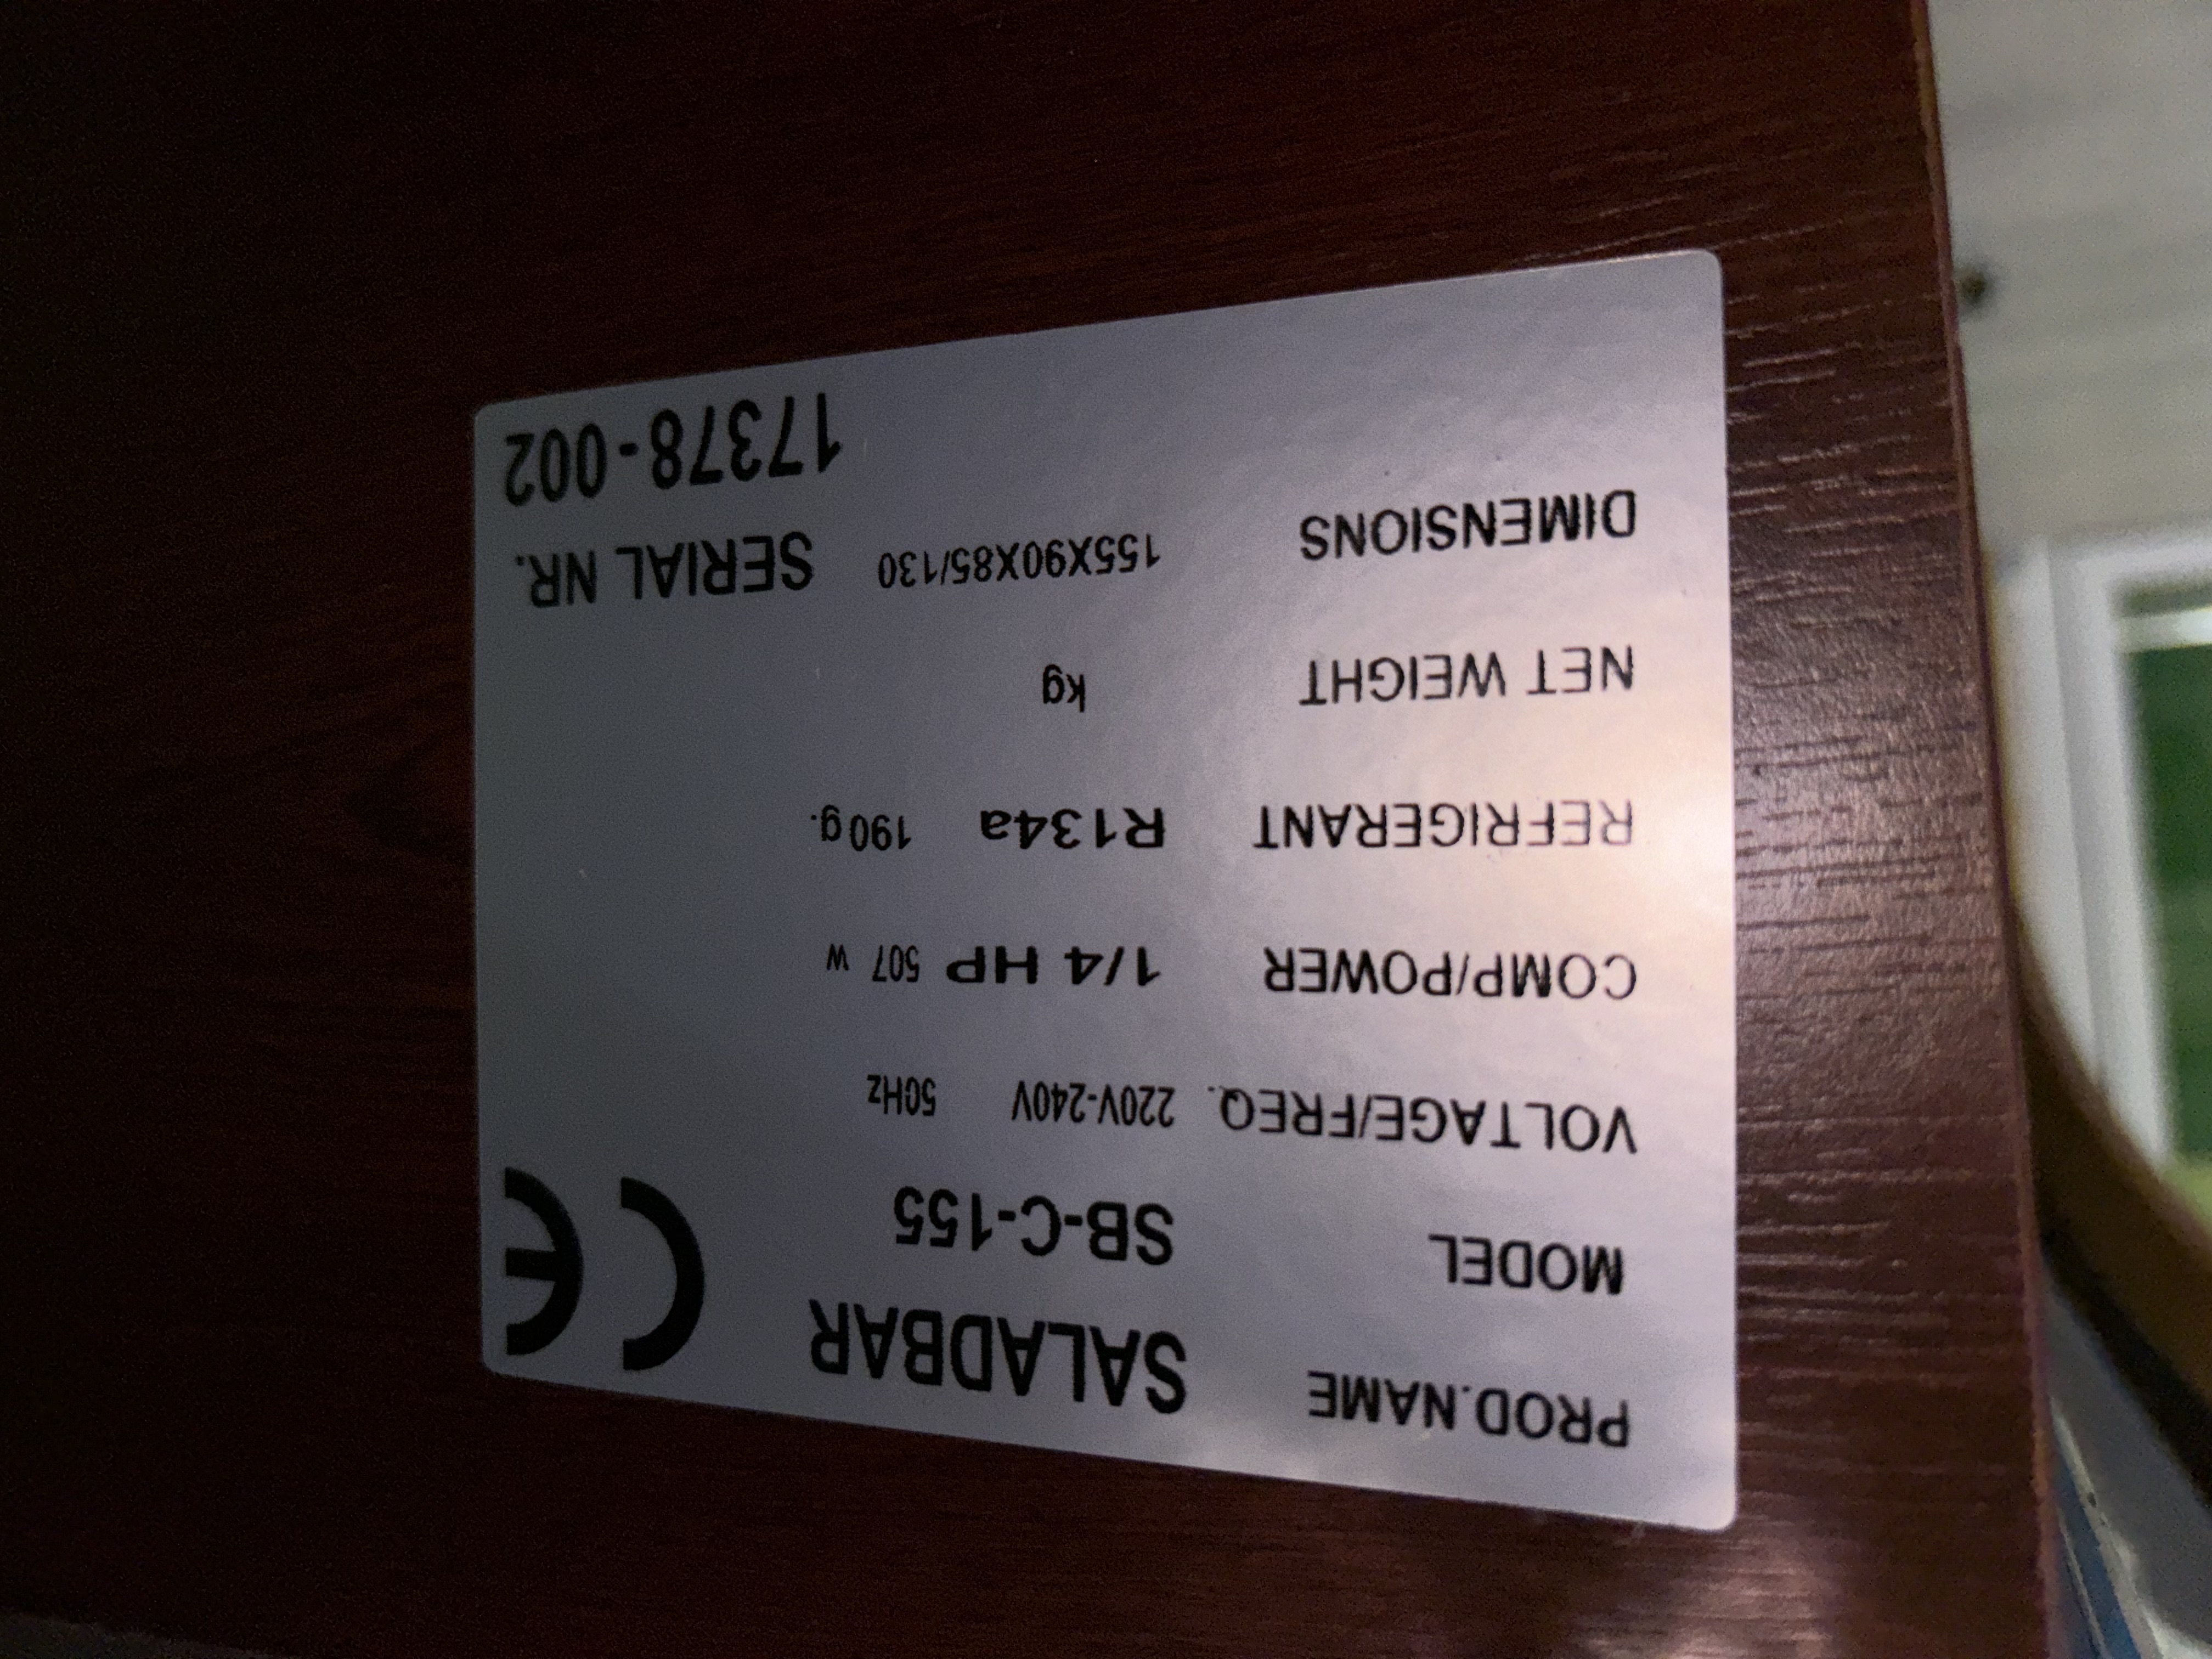 PROD.NAME SALADBAR
MODEL SB-C-155
CE
VOLTAGE/FREQ. 220V-240V 50Hz
COMP/POWER 1/4 HP 507 W
REFRIGERANT R134a 190 g.
NET WEIGHT kg
DIMENSIONS 155X90X85/130
SERIAL NR.
17378-002